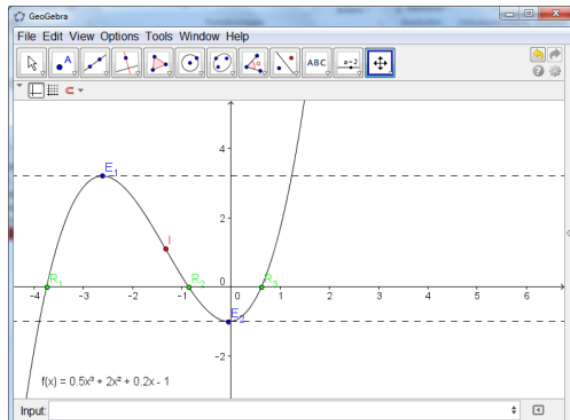 GeoGebra
File Edit View Options Tools Window Help
A
ABC
a=2
4
E₁
2
I
R₁
R₂
0
R₃
-4
-3
-2
-1
0
1
2
3
4
5
6
E₂
-2
f(x) = 0.5x³ + 2x² + 0.2x - 1
Input: